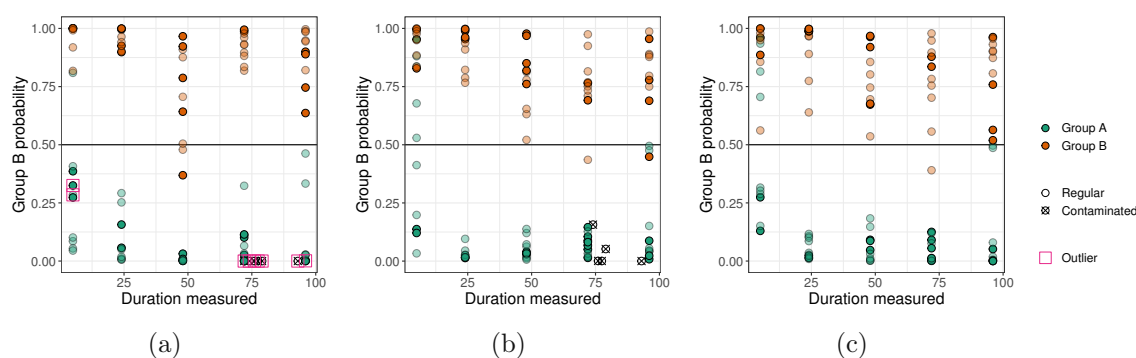 1.00
0.75
0.50
0.25
0.00
Group B probability
25
50
75
100
Duration measured
(a)
1.00
0.75
0.50
0.25
0.00
Group B probability
25
50
75
100
Duration measured
(b)
1.00
0.75
0.50
0.25
0.00
Group B probability
25
50
75
100
Duration measured
(c)
Group A
Group B
Regular
Contaminated
Outlier